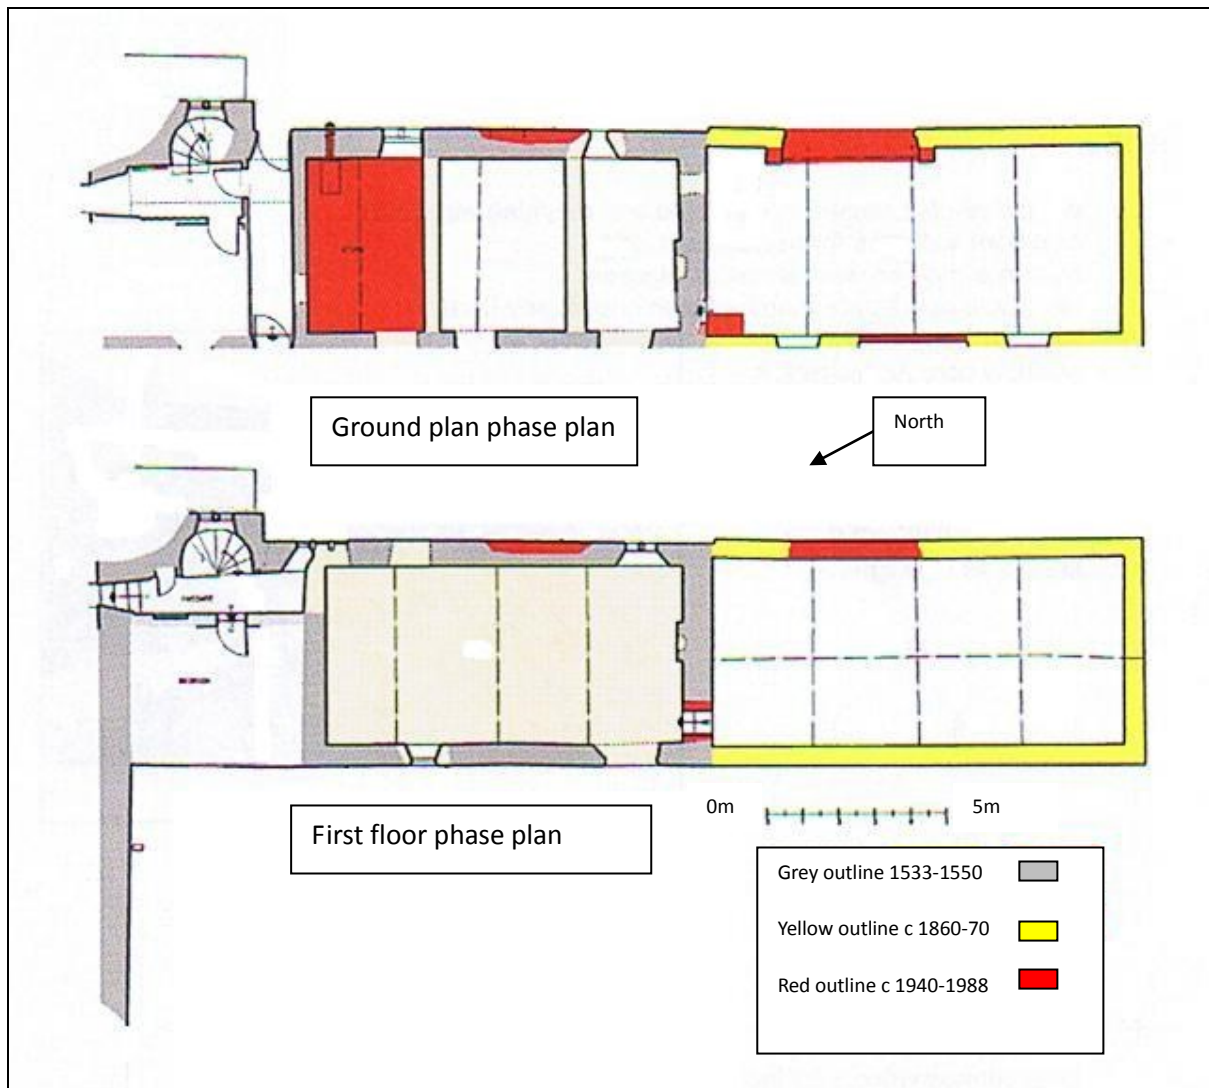 Ground plan phase plan
North
First floor phase plan
0m 5m
Grey outline 1533-1550
Yellow outline c 1860-70
Red outline c 1940-1988